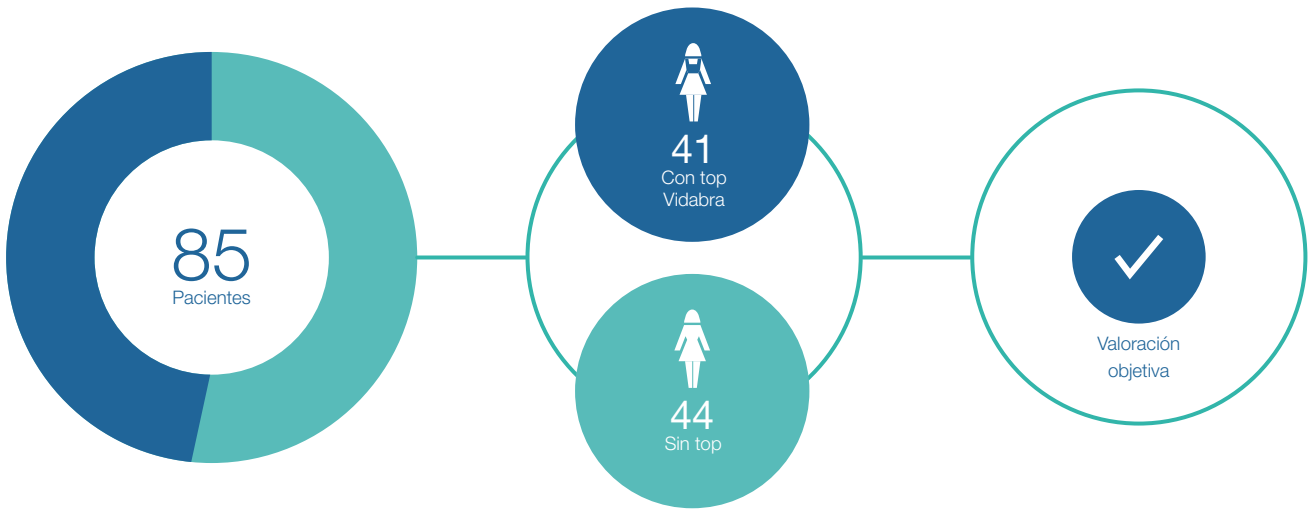 85
Pacientes
41
Con top
Vidabra
44
Sin top
Valoración
objetiva